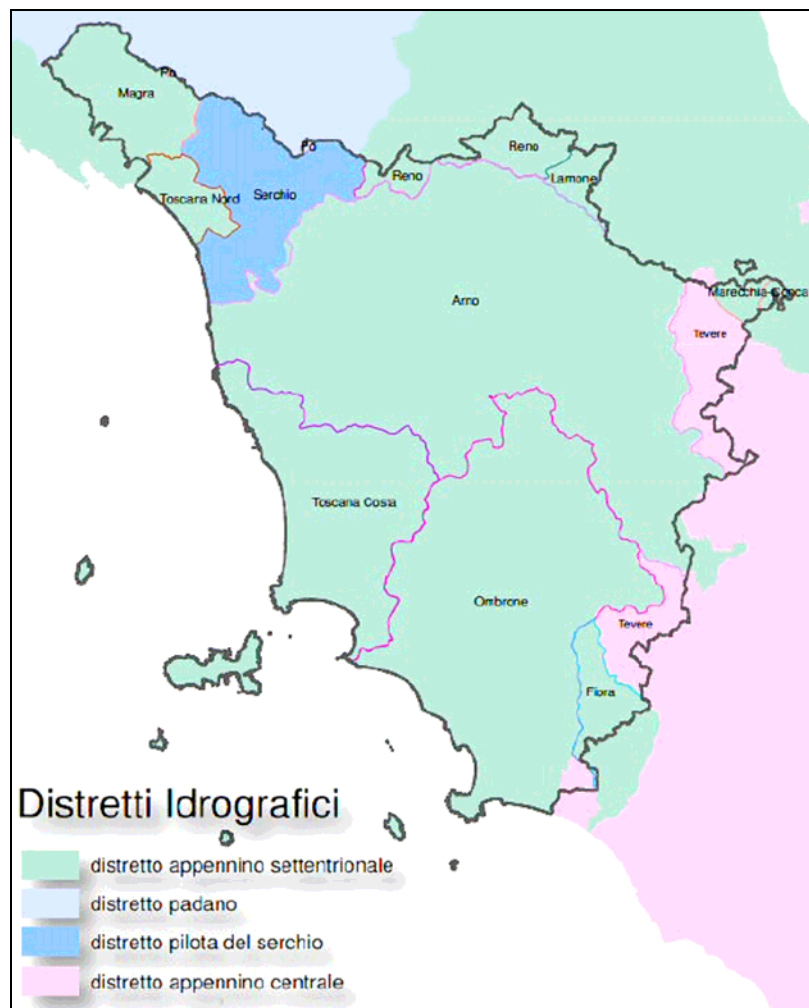 Po
Magra
Po
Reno
Reno
Lamone
Serchio
Toscana Nord
Marecchia-Conca
Arno
Tevere
Toscana Costa
Ombrone
Tevere
Fiora
Distretti Idrografici
distretto appennino settentrionale
distretto padano
distretto pilota del serchio
distretto appennino centrale